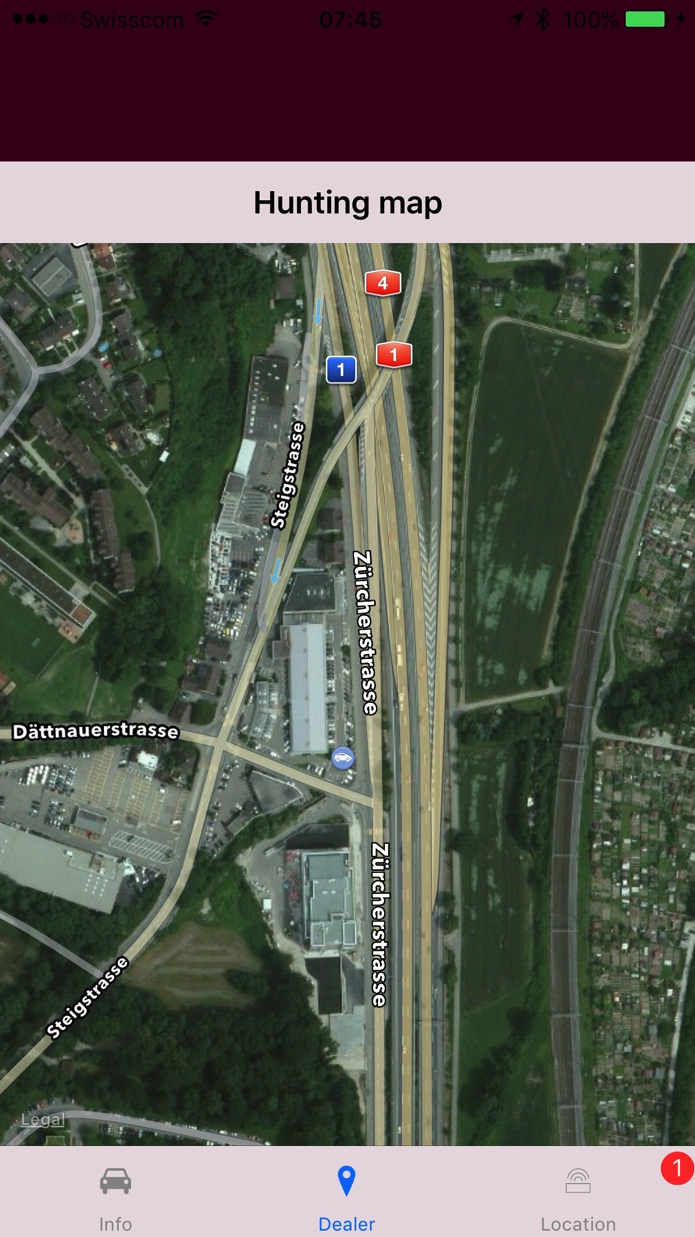 Swisscom 07:45 100%
Hunting map
4
1
1
Steigstrasse
Zürcherstrasse
Dättnauerstrasse
Zürcherstrasse
Steigstrasse
Legal
1
Info Dealer Location